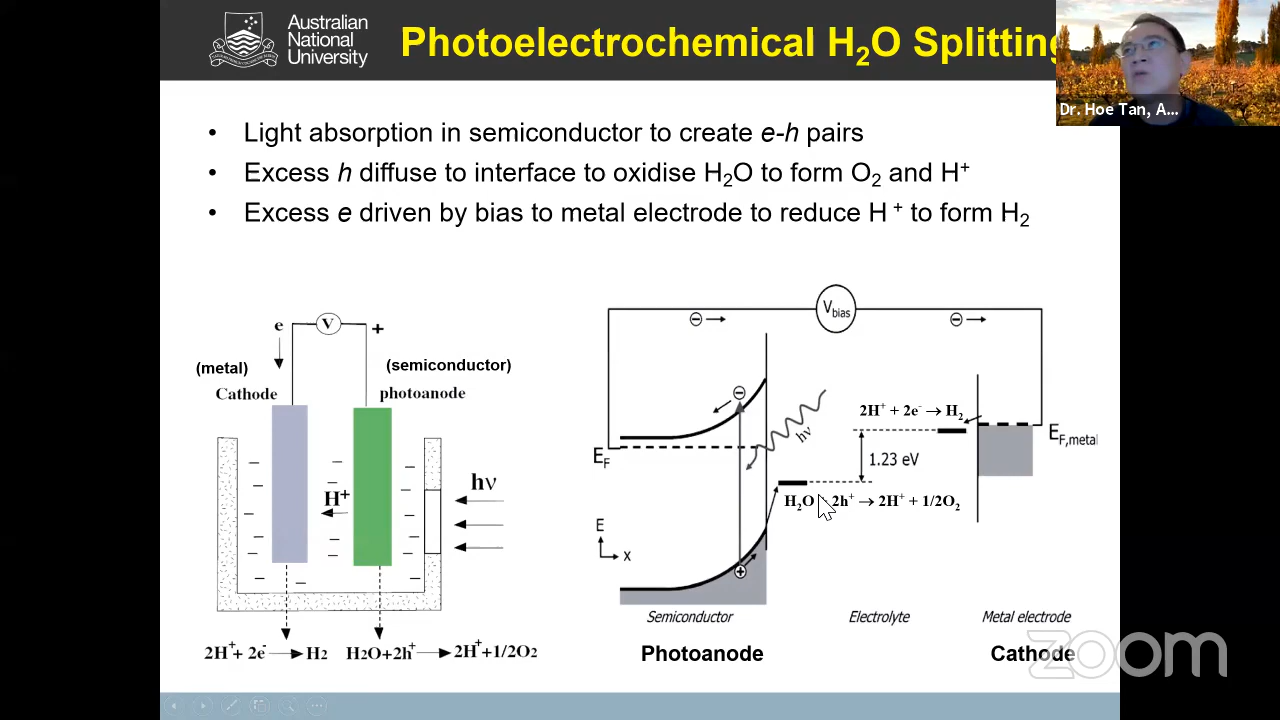 Australian
National
University
Photoelectrochemical H₂O Splitting
Dr. Hoe Tan, A...
• Light absorption in semiconductor to create e-h pairs
• Excess h diffuse to interface to oxidise H₂O to form O₂ and H⁺
• Excess e driven by bias to metal electrode to reduce H⁺ to form H₂
e
V
+
(metal)
(semiconductor)
Cathode
photoanode
H⁺
hν
2H⁺+ 2e⁻ → H₂
H₂O+2h⁺ → 2H⁺+1/2O₂
V_bias
⊖ →
⊖ →
⊖
hν
2H⁺ + 2e⁻ → H₂
E_F
E_F,metal
1.23 eV
H₂O + 2h⁺ → 2H⁺ + 1/2O₂
E
x
⊕
Semiconductor
Electrolyte
Metal electrode
Photoanode
Cathode
zoom